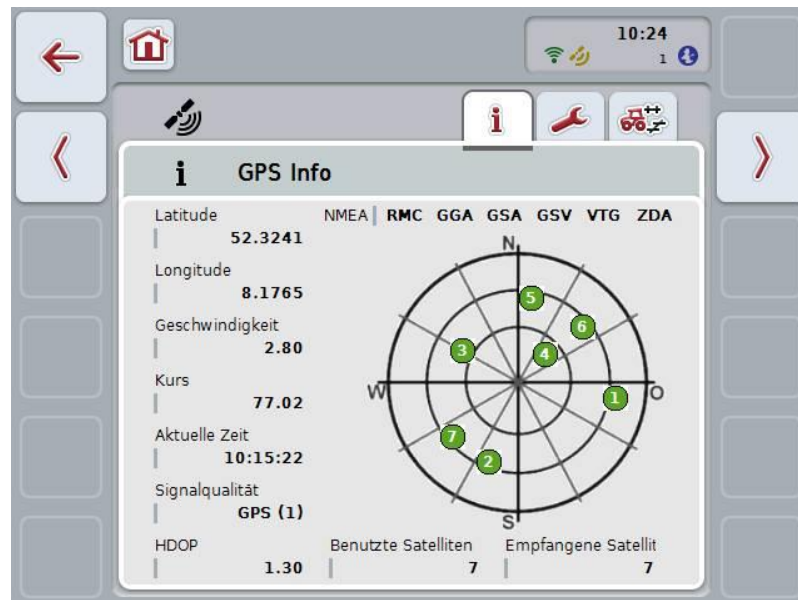 10:24
1
i
i GPS Info
Latitude
52.3241
NMEA RMC GGA GSA GSV VTG ZDA
Longitude
8.1765
Geschwindigkeit
2.80
Kurs
77.02
Aktuelle Zeit
10:15:22
Signalqualität
GPS (1)
HDOP
1.30
N
5
6
3
4
W
O
1
7
2
S
Benutzte Satelliten
7
Empfangene Satellit
7